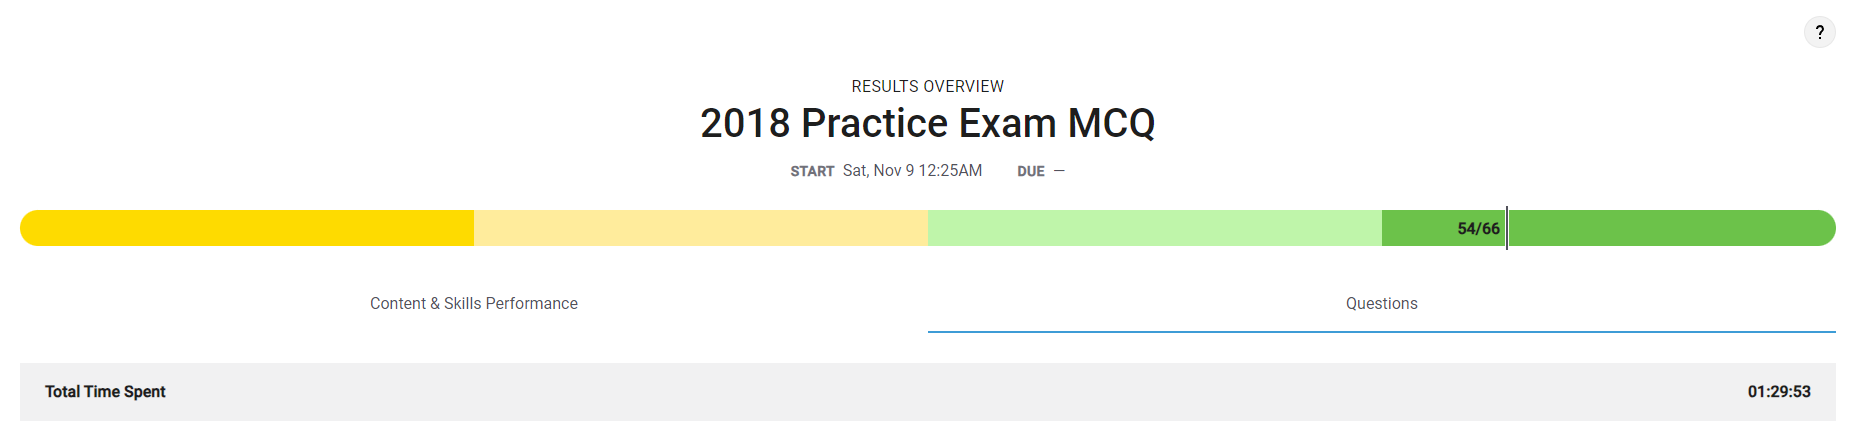 ?
RESULTS OVERVIEW
2018 Practice Exam MCQ
START Sat, Nov 9 12:25AM DUE —
54/66
Content & Skills Performance Questions
Total Time Spent 01:29:53